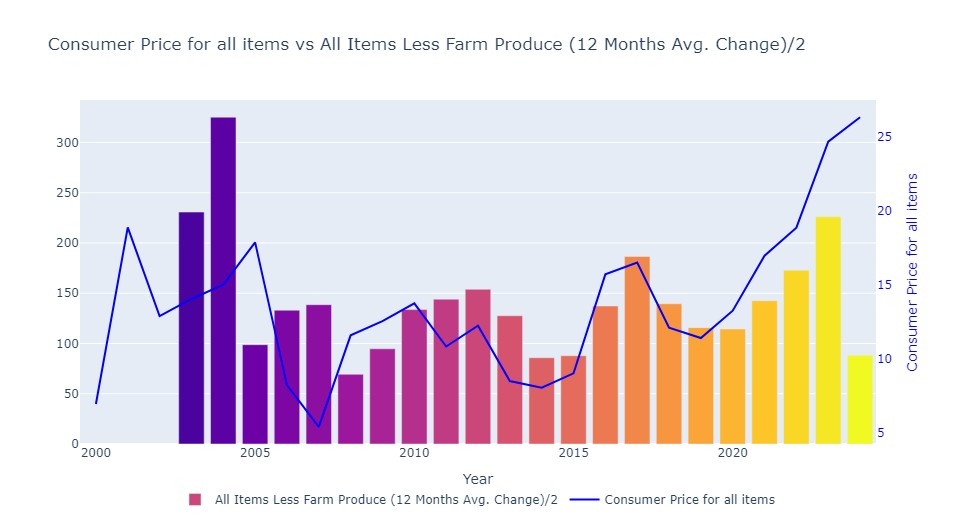 Consumer Price for all items vs All Items Less Farm Produce (12 Months Avg. Change)/2
300
250
200
150
100
50
0
25
20
15
10
5
Consumer Price for all items
2000 2005 2010 2015 2020
Year
All Items Less Farm Produce (12 Months Avg. Change)/2 Consumer Price for all items